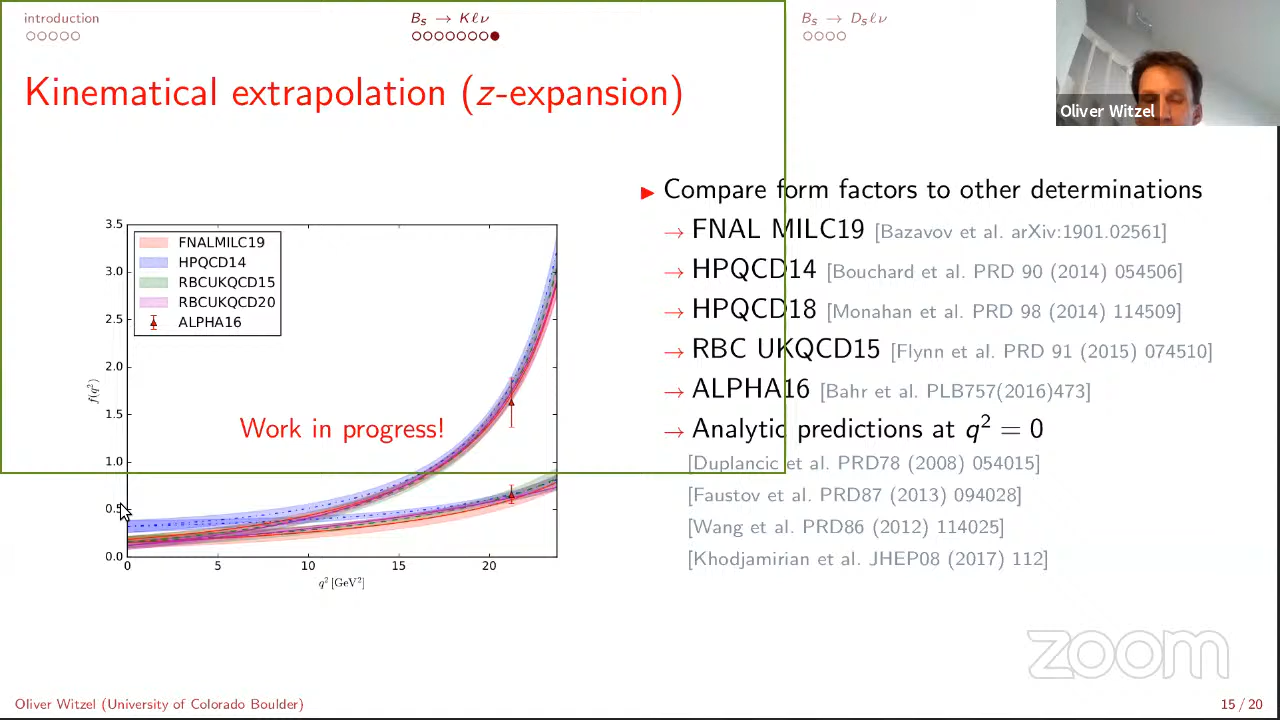 introduction
Bs → Kℓν
Bs → Dsℓν
Kinematical extrapolation (z-expansion)
Oliver Witzel
▶ Compare form factors to other determinations
→ FNAL MILC19 [Bazavov et al. arXiv:1901.02561]
→ HPQCD14 [Bouchard et al. PRD 90 (2014) 054506]
→ HPQCD18 [Monahan et al. PRD 98 (2014) 114509]
→ RBC UKQCD15 [Flynn et al. PRD 91 (2015) 074510]
→ ALPHA16 [Bahr et al. PLB757(2016)473]
→ Analytic predictions at q² = 0
[Duplancic et al. PRD78 (2008) 054015]
[Faustov et al. PRD87 (2013) 094028]
[Wang et al. PRD86 (2012) 114025]
[Khodjamirian et al. JHEP08 (2017) 112]
FNALMILC19
HPQCD14
RBCUKQCD15
RBCUKQCD20
ALPHA16
Work in progress!
f(q²)
3.5
3.0
2.5
2.0
1.5
1.0
0.5
0.0
0 5 10 15 20
q² [GeV²]
zoom
Oliver Witzel (University of Colorado Boulder)
15 / 20